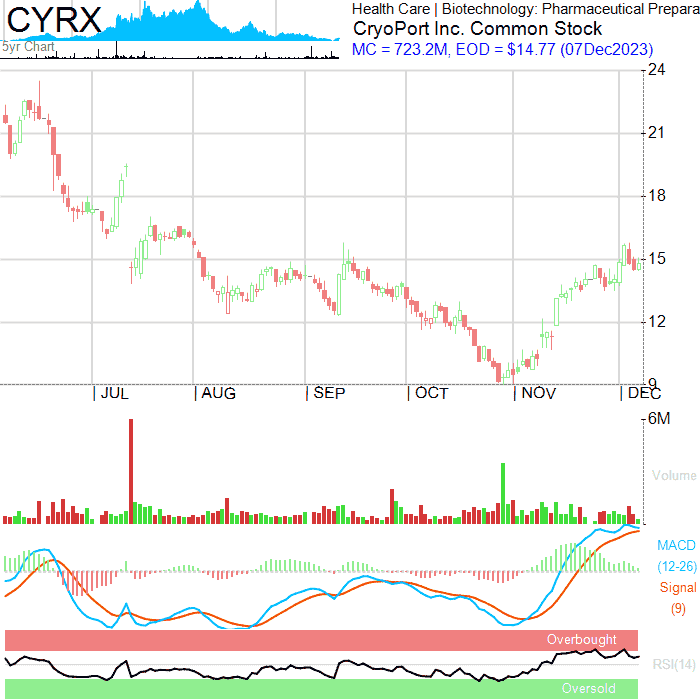 CYRX
5yr Chart
Health Care | Biotechnology: Pharmaceutical Prepara
CryoPort Inc. Common Stock
MC = 723.2M, EOD = $14.77 (07Dec2023)
24
21
18
15
12
9
| JUL | AUG | SEP | OCT | NOV | DEC
6M
Volume
MACD
(12-26)
Signal
(9)
Overbought
RSI(14)
Oversold